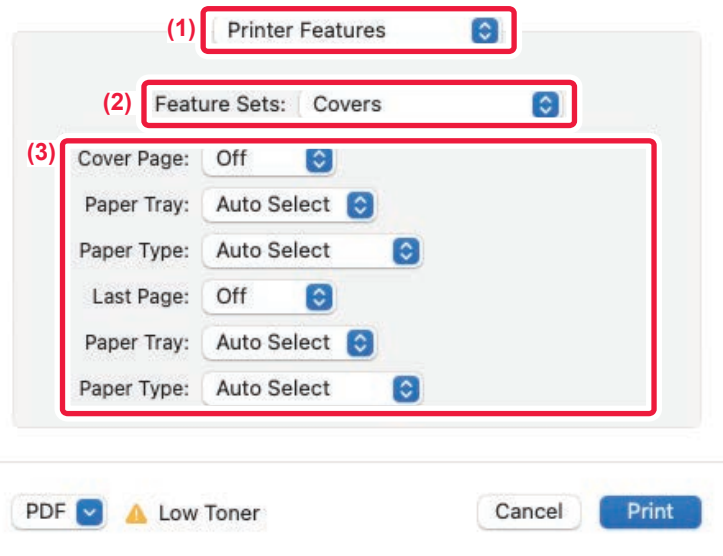 (1) Printer Features
(2) Feature Sets: Covers
(3) Cover Page: Off
Paper Tray: Auto Select
Paper Type: Auto Select
Last Page: Off
Paper Tray: Auto Select
Paper Type: Auto Select
PDF Low Toner Cancel Print